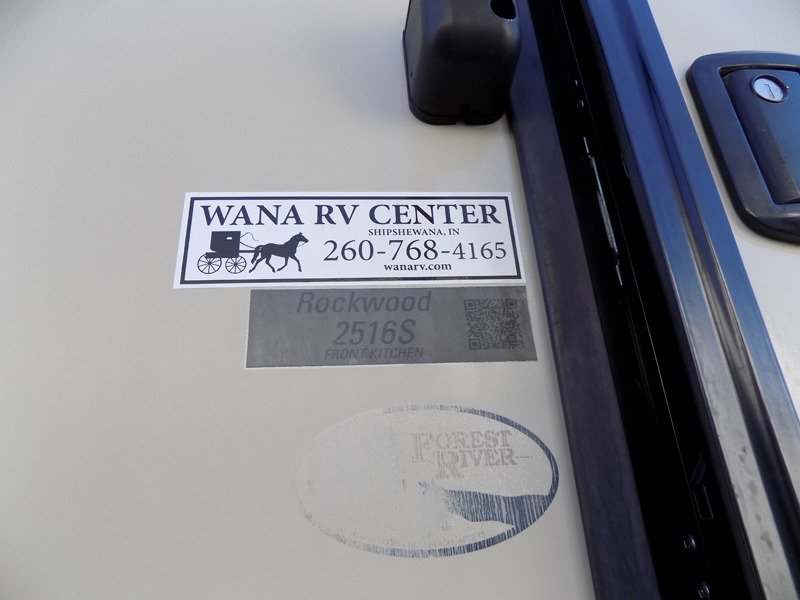 WANA RV CENTER
SHIPSHEWANA, IN
260-768-4165
wanarv.com
Rockwood
2516S
FRONT KITCHEN
FOREST
RIVER